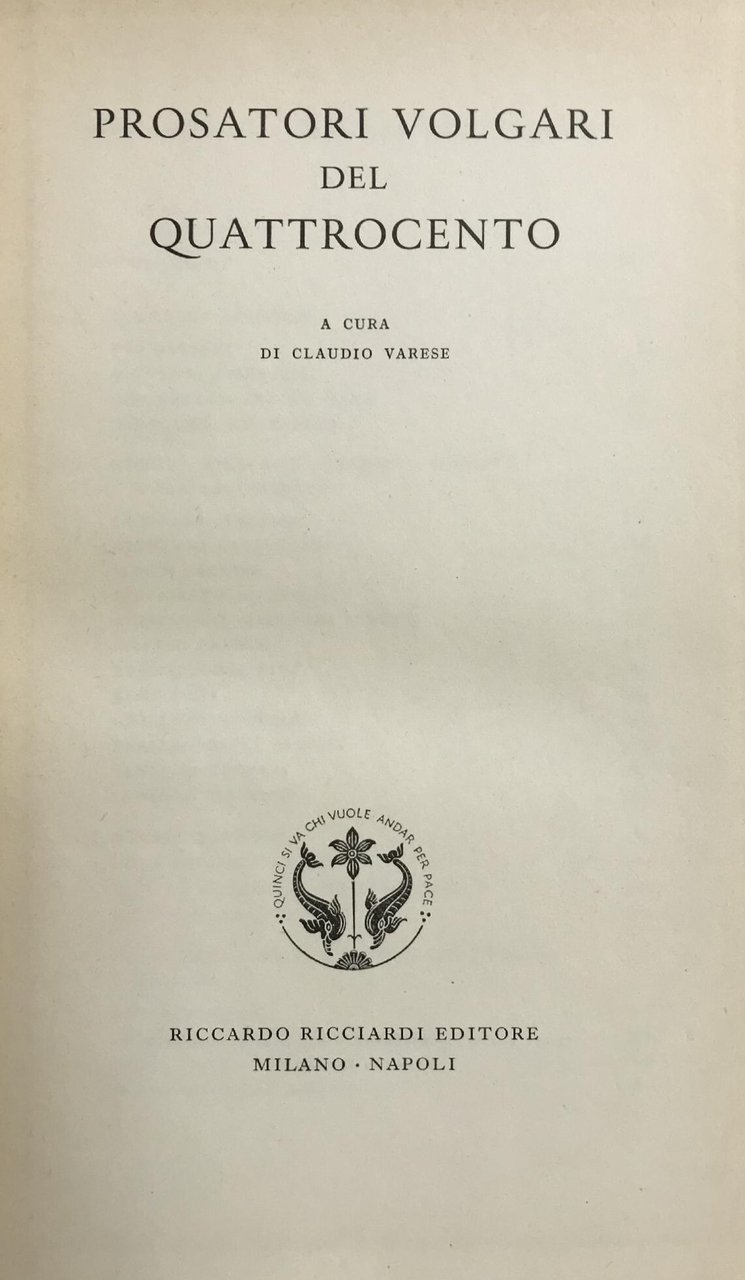 PROSATORI VOLGARI
DEL
QUATTROCENTO
A CURA
DI CLAUDIO VARESE
QUINCI SI VA CHI VUOLE ANDAR PER PACE
RICCARDO RICCIARDI EDITORE
MILANO · NAPOLI